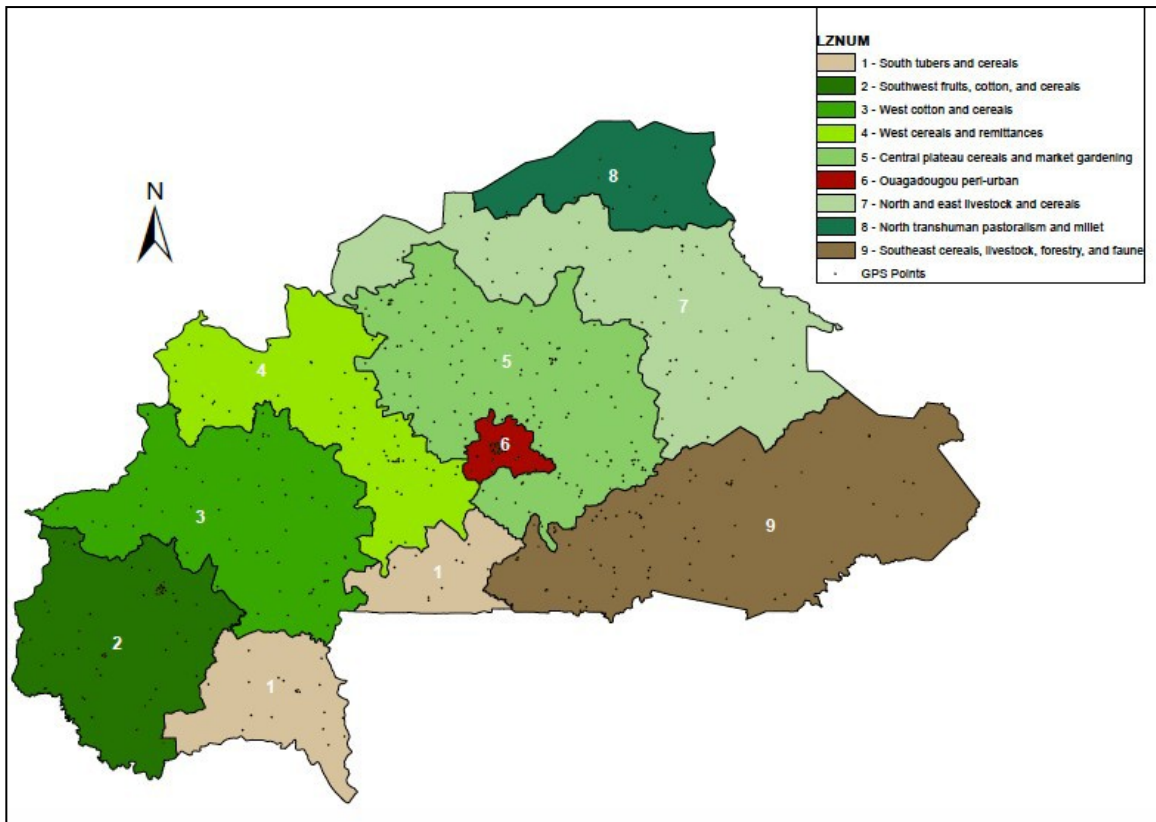 LZNUM
1 - South tubers and cereals
2 - Southwest fruits, cotton, and cereals
3 - West cotton and cereals
4 - West cereals and remittances
5 - Central plateau cereals and market gardening
6 - Ouagadougou peri-urban
7 - North and east livestock and cereals
8 - North transhuman pastoralism and millet
9 - Southeast cereals, livestock, forestry, and faune
GPS Points
N
8
7
5
4
6
3
9
1
2
1